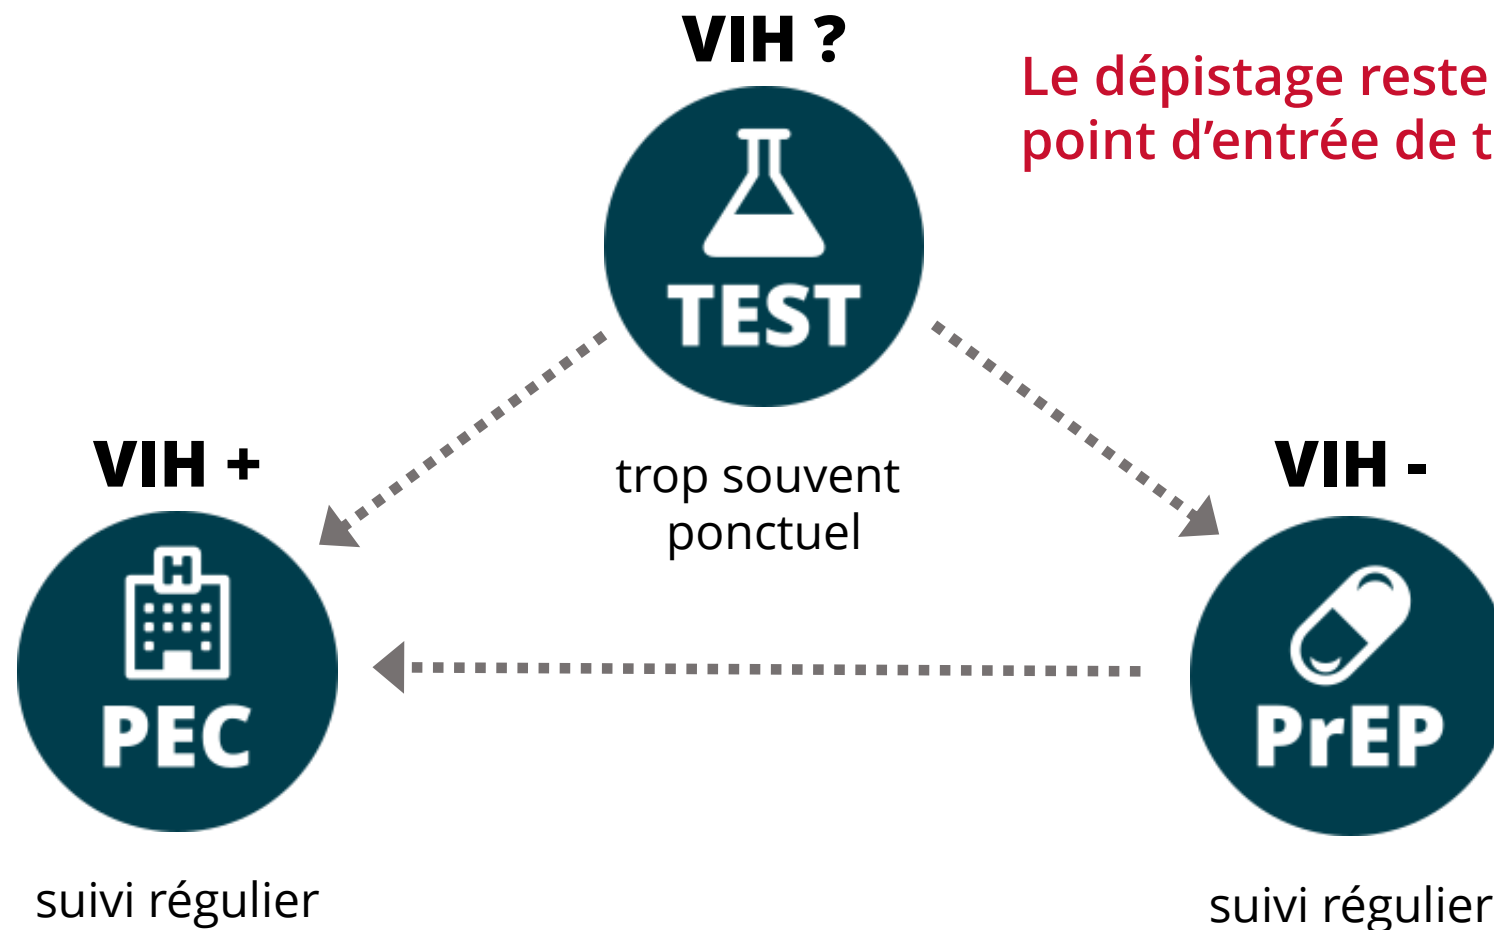 VIH ?
Le dépistage reste
point d’entrée de t
TEST
trop souvent
ponctuel
VIH +
VIH -
H
PEC
PrEP
suivi régulier
suivi régulier